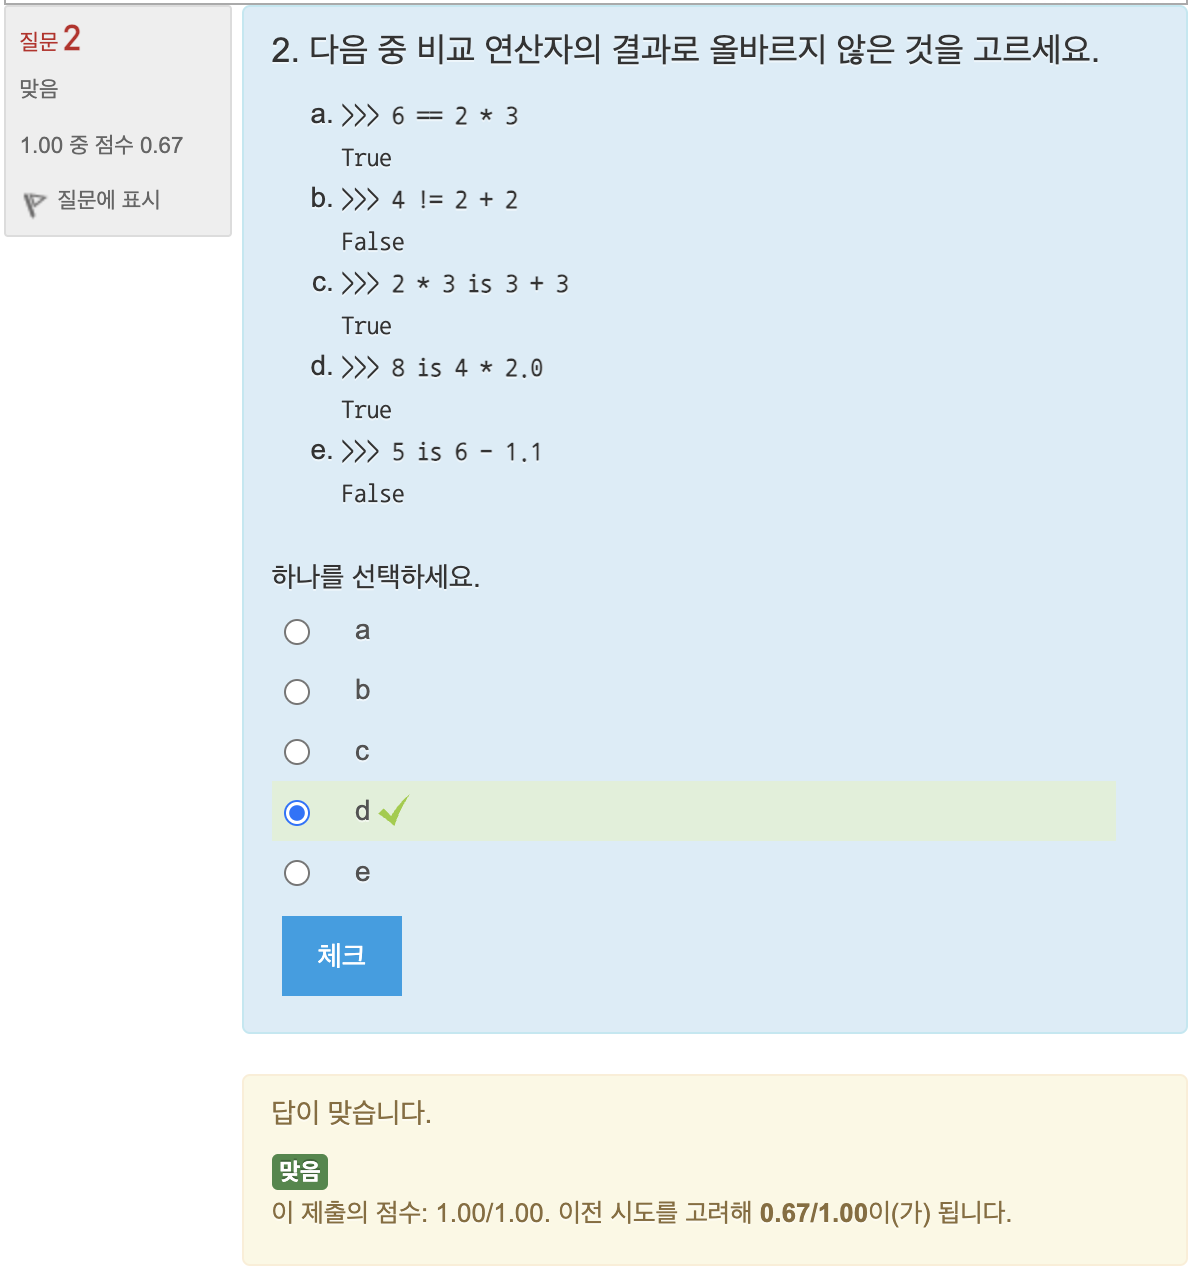 질문 2
맞음
1.00 중 점수 0.67
질문에 표시
2. 다음 중 비교 연산자의 결과로 올바르지 않은 것을 고르세요.
a. >>> 6 == 2 * 3
True
b. >>> 4 != 2 + 2
False
c. >>> 2 * 3 is 3 + 3
True
d. >>> 8 is 4 * 2.0
True
e. >>> 5 is 6 - 1.1
False
하나를 선택하세요.
a
b
c
d
e
체크
답이 맞습니다.
맞음
이 제출의 점수: 1.00/1.00. 이전 시도를 고려해 0.67/1.00이(가) 됩니다.